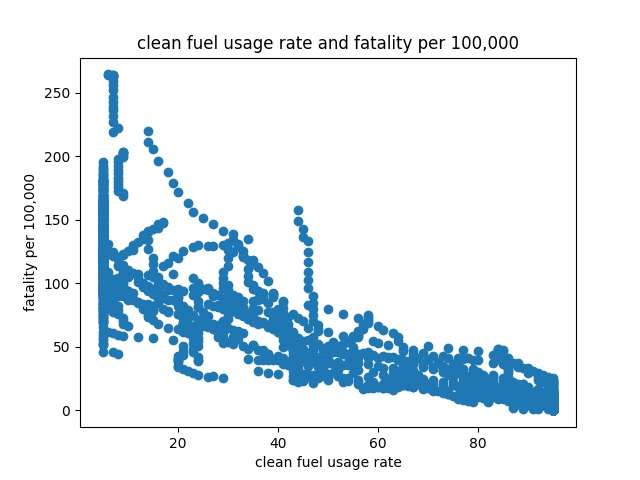 clean fuel usage rate and fatality per 100,000
250
200
150
100
50
0
fatality per 100,000
20 40 60 80
clean fuel usage rate